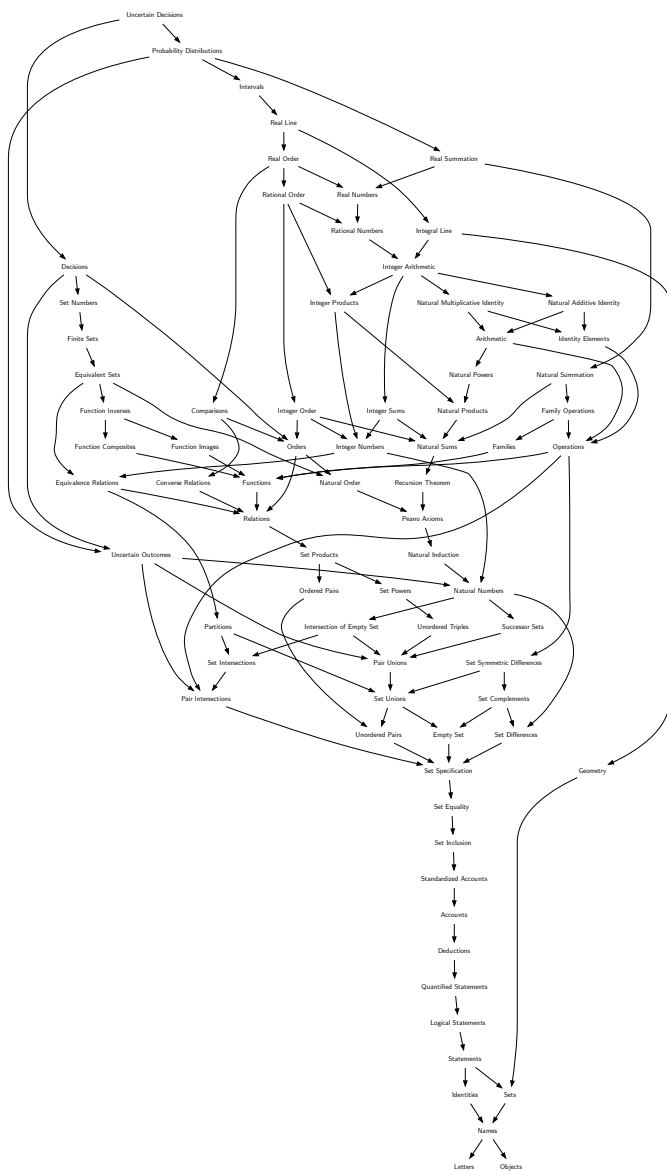 Uncertain Decisions
Probability Distributions
Intervals
Real Line
Real Order
Real Summation
Rational Order
Real Numbers
Rational Numbers
Integral Line
Decisions
Integer Arithmetic
Set Numbers
Integer Products
Natural Multiplicative Identity
Natural Additive Identity
Finite Sets
Arithmetic
Identity Elements
Equivalent Sets
Natural Powers
Natural Summation
Function Inverses
Comparisons
Integer Order
Integer Sums
Natural Products
Family Operations
Function Composites
Function Images
Orders
Integer Numbers
Natural Sums
Families
Operations
Equivalence Relations
Converse Relations
Functions
Natural Order
Recursion Theorem
Relations
Peano Axioms
Uncertain Outcomes
Set Products
Natural Induction
Ordered Pairs
Set Powers
Natural Numbers
Partitions
Intersection of Empty Set
Unordered Triples
Successor Sets
Set Intersections
Pair Unions
Set Symmetric Differences
Pair Intersections
Set Unions
Set Complements
Unordered Pairs
Empty Set
Set Differences
Set Specification
Geometry
Set Equality
Set Inclusion
Standardized Accounts
Accounts
Deductions
Quantified Statements
Logical Statements
Statements
Identities
Sets
Names
Letters
Objects